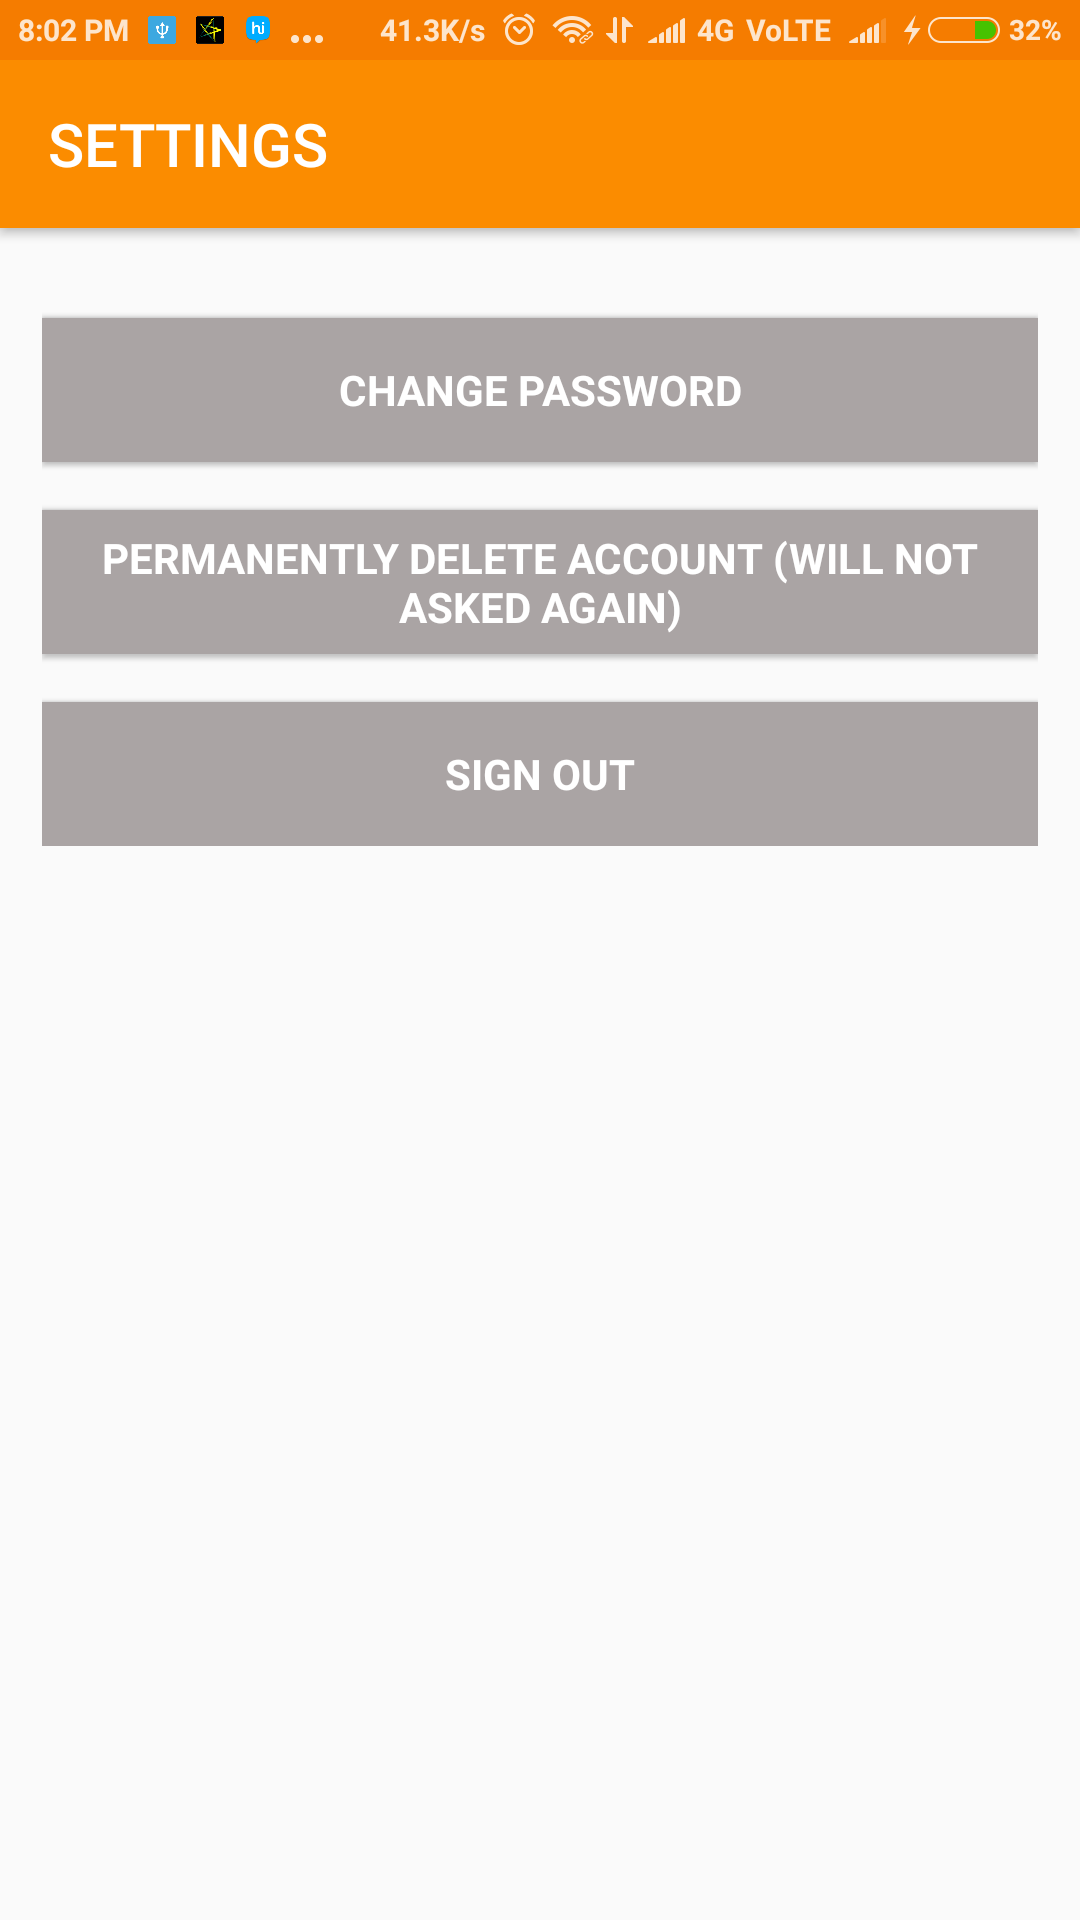 8:02 PM hi ... 41.3K/s 4G VoLTE 32%
SETTINGS
CHANGE PASSWORD
PERMANENTLY DELETE ACCOUNT (WILL NOT
ASKED AGAIN)
SIGN OUT